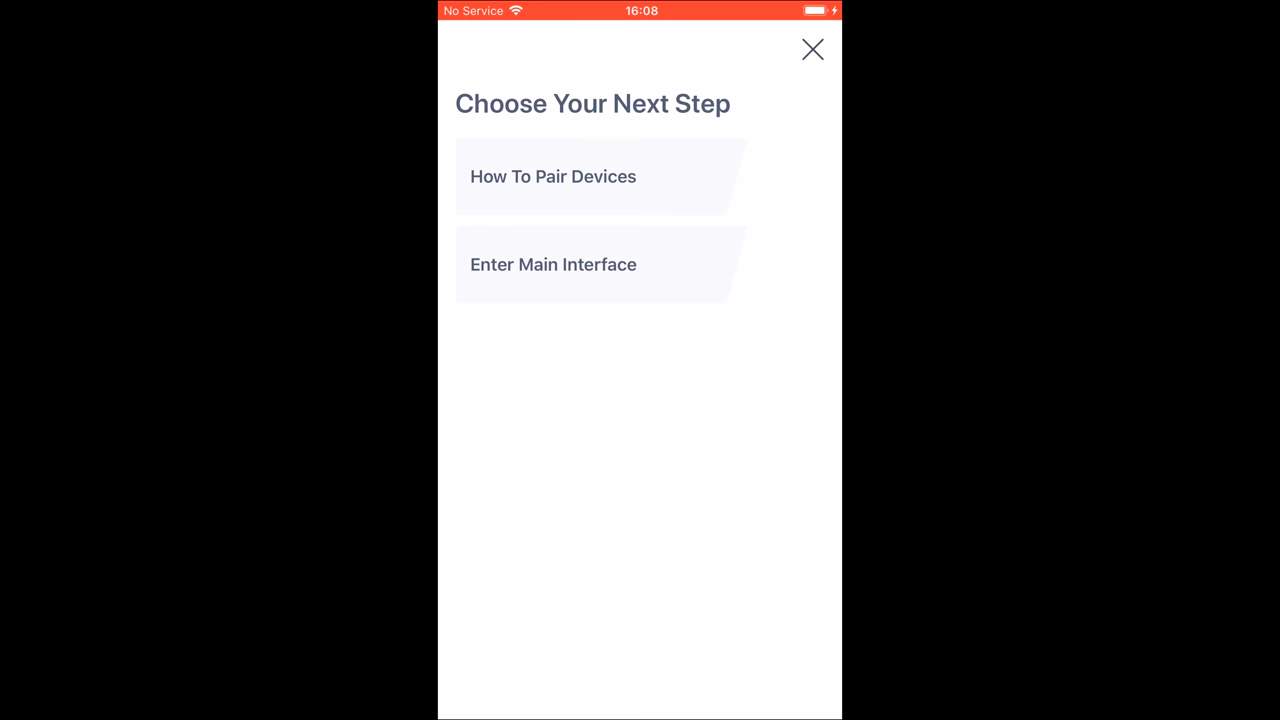 No Service 16:08
Choose Your Next Step
How To Pair Devices
Enter Main Interface